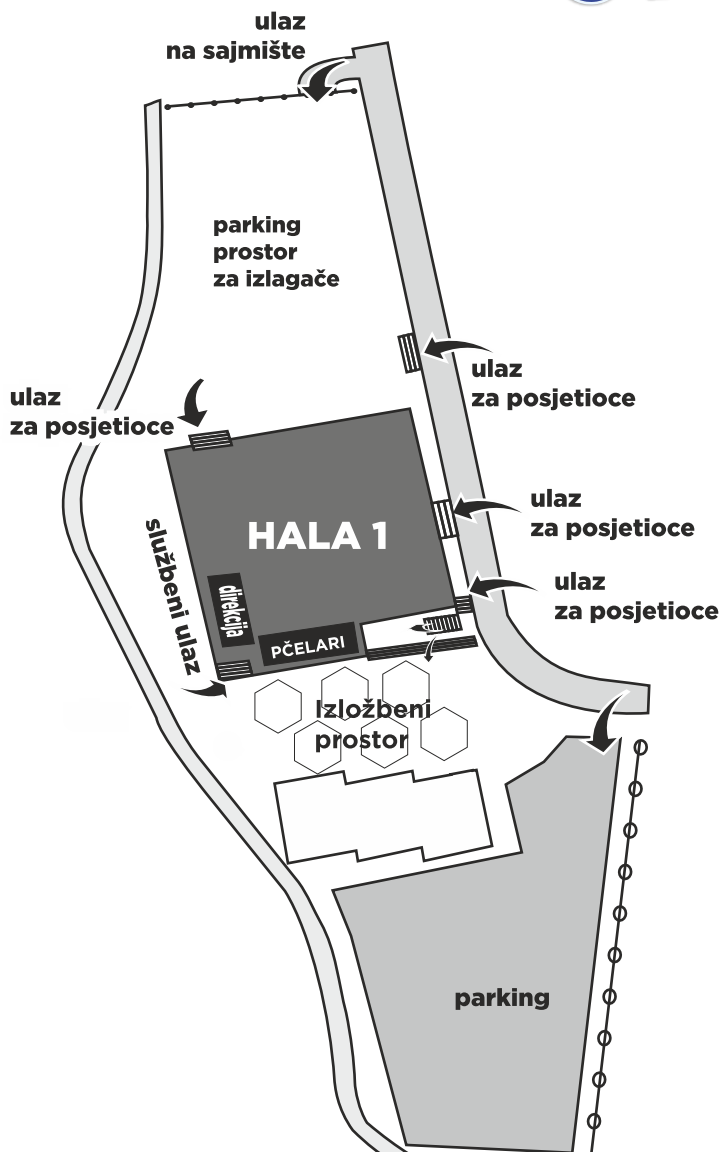 ulaz
na sajmište
parking
prostor
za izlagače
ulaz
za posjetioce
ulaz
za posjetioce
ulaz
za posjetioce
HALA 1
službeni ulaz
ulaz
za posjetioce
direkcija
PČELARI
Izložbeni
prostor
parking